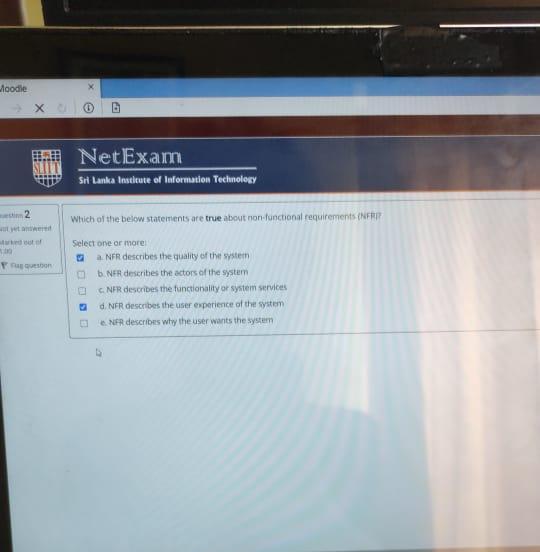 Moodle
NetExam
SLIIT
Sri Lanka Institute of Information Technology
uestion 2
ot yet answered
Marked out of
1.00
Flag question
Which of the below statements are true about non-functional requirements (NFR)?
Select one or more:
a. NFR describes the quality of the system
b. NFR describes the actors of the system
c. NFR describes the functionality or system services
d. NFR describes the user experience of the system
e. NFR describes why the user wants the system